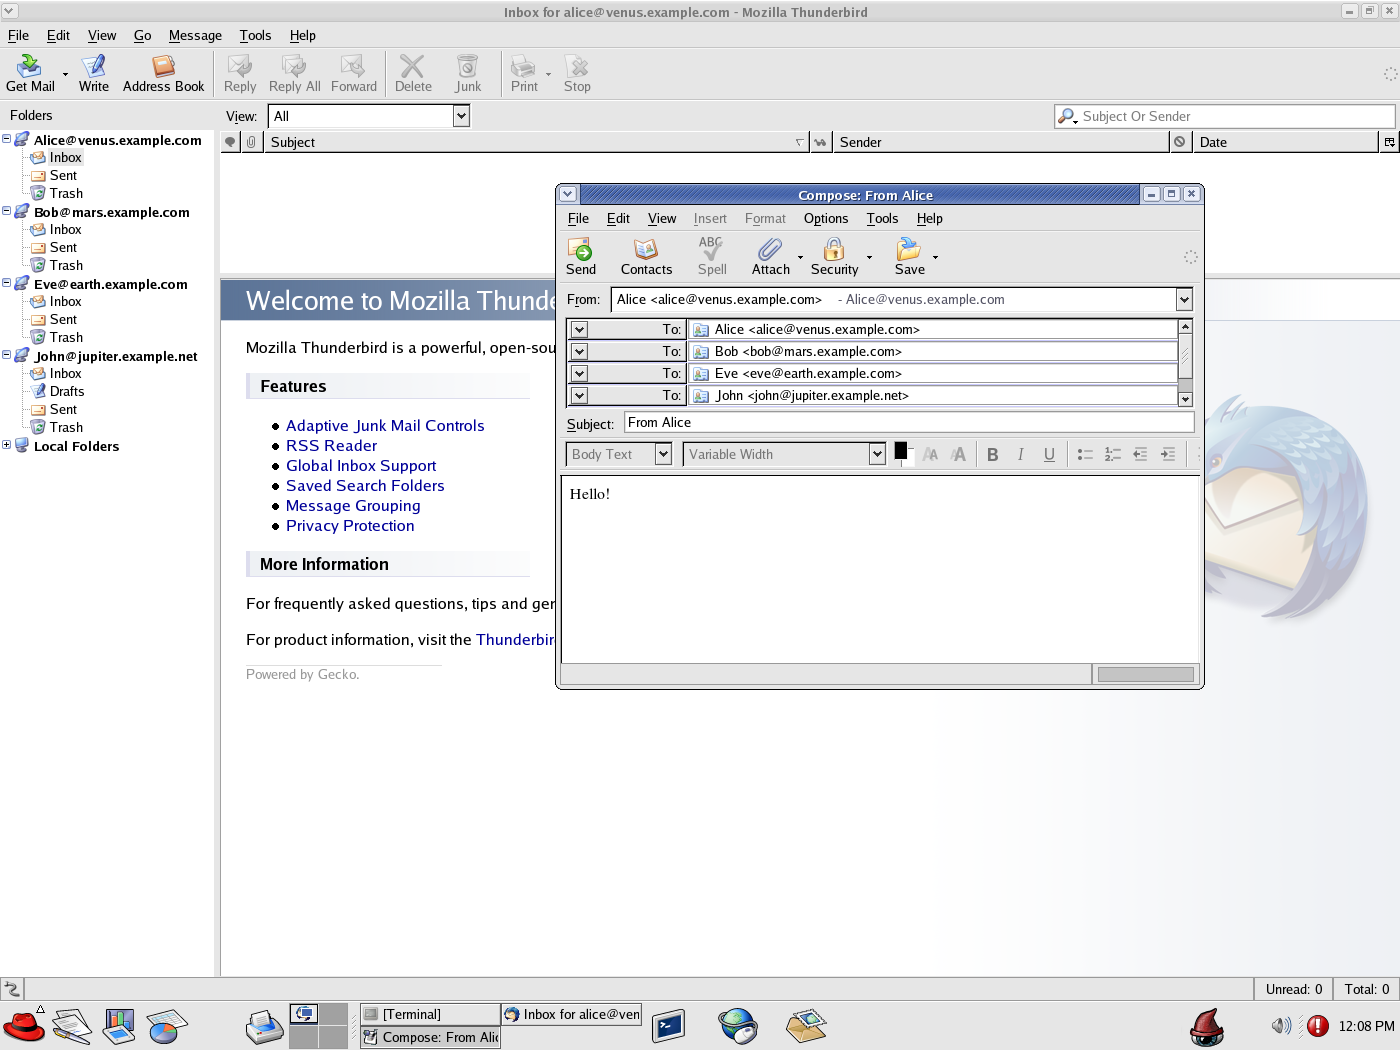 Inbox for alice@venus.example.com - Mozilla Thunderbird
File Edit View Go Message Tools Help
Get Mail Write Address Book Reply Reply All Forward Delete Junk Print Stop
Folders
View: All
Subject Or Sender
Subject Sender Date
Alice@venus.example.com
Inbox
Sent
Trash
Bob@mars.example.com
Inbox
Sent
Trash
Eve@earth.example.com
Inbox
Sent
Trash
John@jupiter.example.net
Inbox
Drafts
Sent
Trash
Local Folders
Welcome to Mozilla Thunde
Mozilla Thunderbird is a powerful, open-sou
Features
Adaptive Junk Mail Controls
RSS Reader
Global Inbox Support
Saved Search Folders
Message Grouping
Privacy Protection
More Information
For frequently asked questions, tips and ger
For product information, visit the Thunderbir
Powered by Gecko.
Compose: From Alice
File Edit View Insert Format Options Tools Help
Send Contacts ABC Spell Attach Security Save
From: Alice <alice@venus.example.com> - Alice@venus.example.com
To: Alice <alice@venus.example.com>
To: Bob <bob@mars.example.com>
To: Eve <eve@earth.example.com>
To: John <john@jupiter.example.net>
Subject: From Alice
Body Text Variable Width A A A B I U
Hello!
Unread: 0 Total: 0
[Terminal] Inbox for alice@ven
Compose: From Alic
12:08 PM